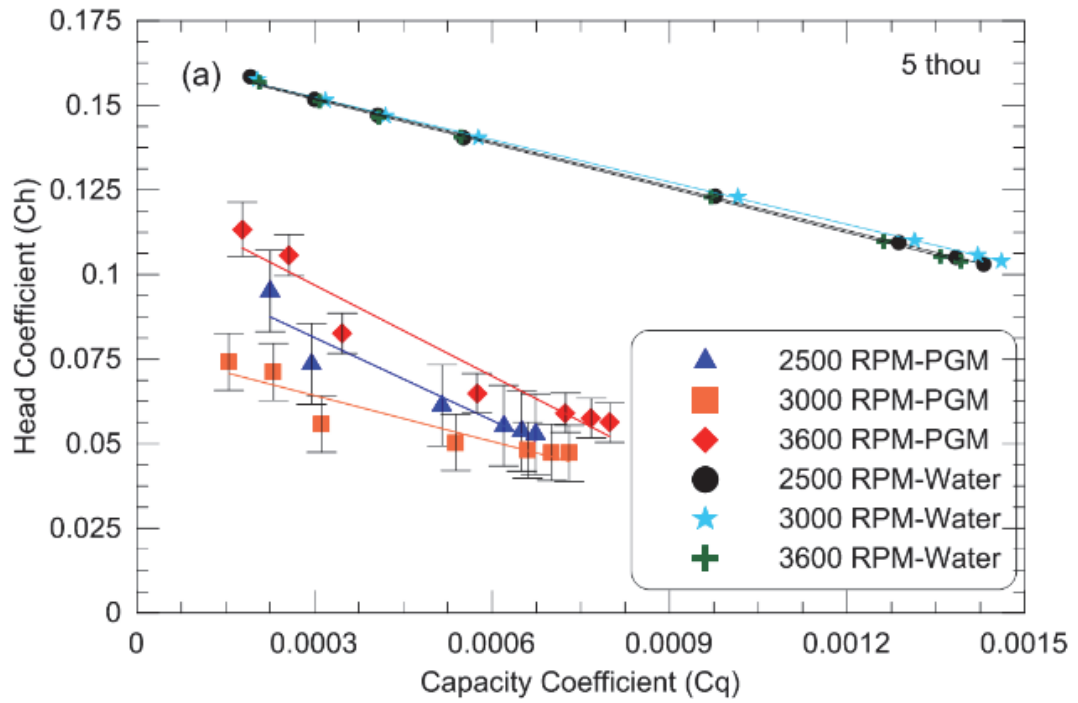 0.175
(a)
5 thou
0.15
0.125
0.1
0.075
0.05
0.025
0
Head Coefficient (Ch)
2500 RPM-PGM
3000 RPM-PGM
3600 RPM-PGM
2500 RPM-Water
3000 RPM-Water
3600 RPM-Water
0 0.0003 0.0006 0.0009 0.0012 0.0015
Capacity Coefficient (Cq)